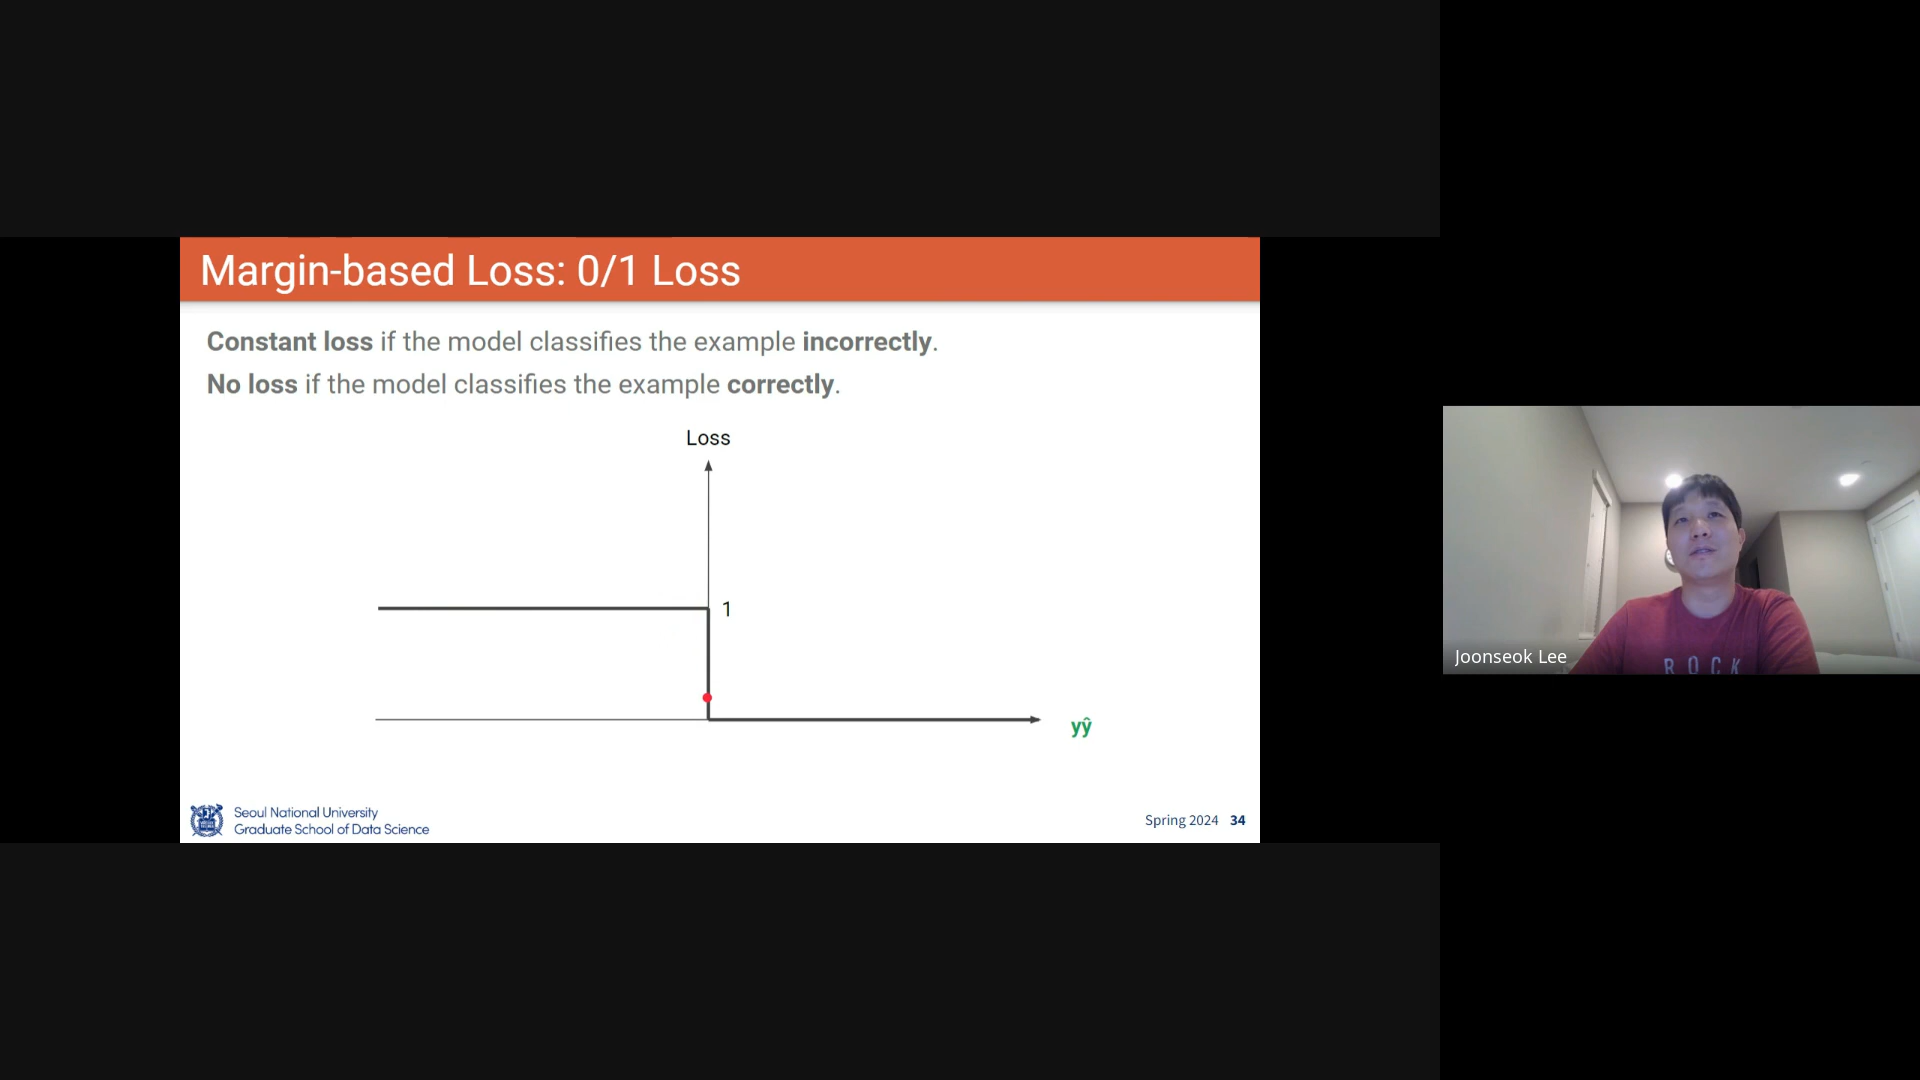 Margin-based Loss: 0/1 Loss
Constant loss if the model classifies the example incorrectly.
No loss if the model classifies the example correctly.
Loss
1
yŷ
Seoul National University
Graduate School of Data Science
Spring 2024 34
Joonseok Lee
ROCK